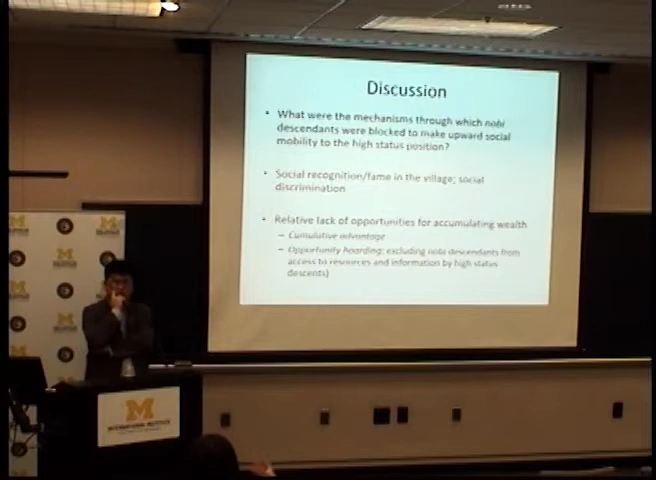 Discussion
• What were the mechanisms through which nobi
descendants were blocked to make upward social
mobility to the high status position?
• Social recognition/fame in the village; social
discrimination
• Relative lack of opportunities for accumulating wealth
– Cumulative advantage
– Opportunity hoarding: excluding nobi descendants from
access to resources and information by high status
descents)
M
INTERNATIONAL INSTITUTE